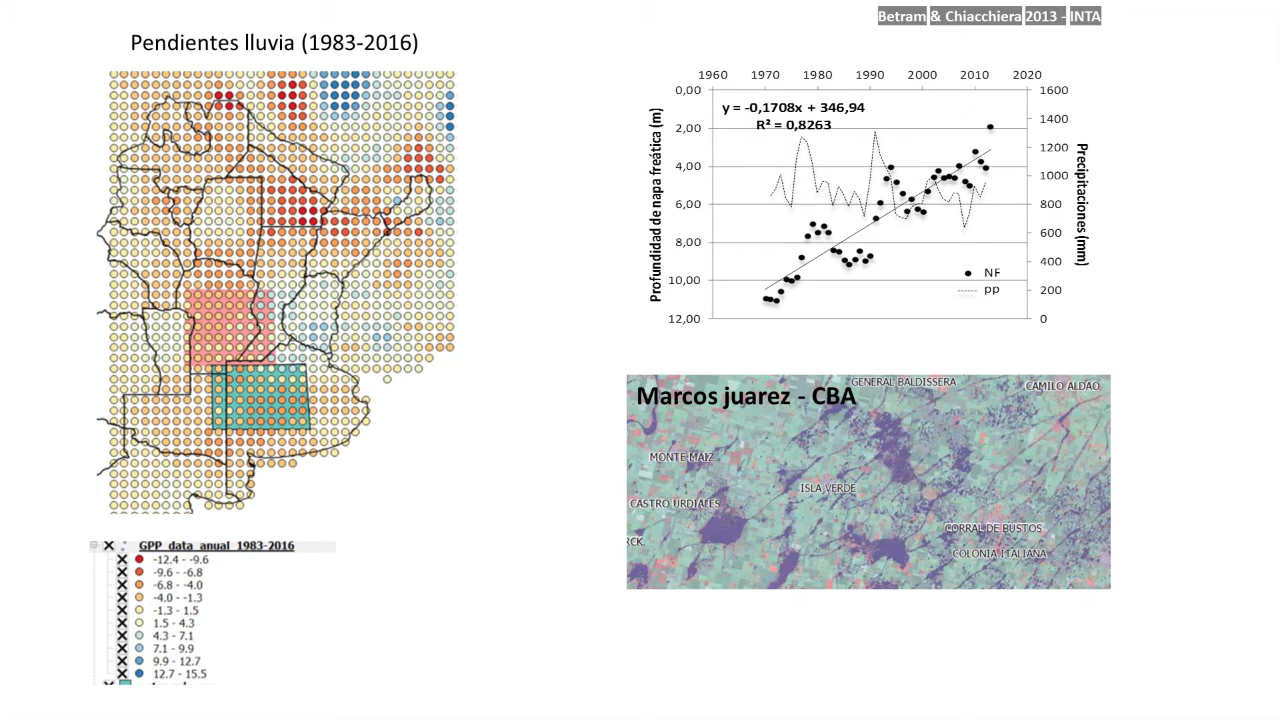 Betram & Chiacchiera 2013 - INTA
Pendientes lluvia (1983-2016)
1960 1970 1980 1990 2000 2010 2020
0,00
2,00
4,00
6,00
8,00
10,00
12,00
Profundidad de napa freática (m)
y = -0,1708x + 346,94
R² = 0,8263
NF
pp
1600
1400
1200
1000
800
600
400
200
0
Precipitaciones (mm)
Marcos juarez - CBA
GENERAL BALDISSERA
CAMILO ALDAO
MONTE MAIZ
ISLA VERDE
CASTRO URDIALES
RCK
CORRAL DE BUSTOS
COLONIA ITALIANA
GPP_data_anual_1983-2016
-12.4 - -9.6
-9.6 - -6.8
-6.8 - -4.0
-4.0 - -1.3
-1.3 - 1.5
1.5 - 4.3
4.3 - 7.1
7.1 - 9.9
9.9 - 12.7
12.7 - 15.5